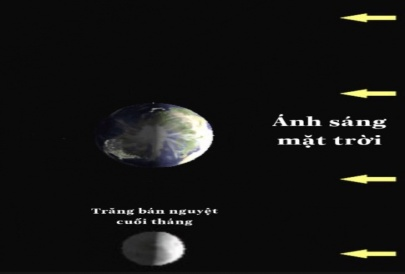 Ánh sáng
mặt trời
Trăng bán nguyệt
cuối tháng